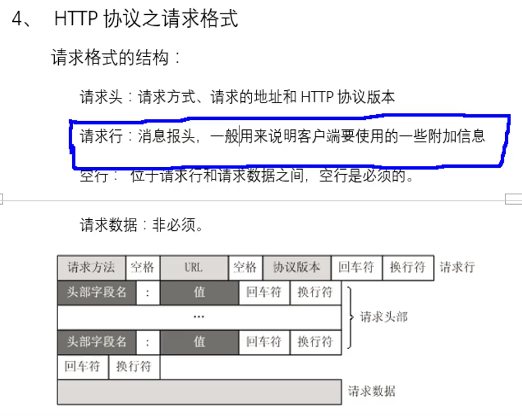 4、 HTTP 协议之请求格式
请求格式的结构：
请求头：请求方式、请求的地址和 HTTP 协议版本
请求行：消息报头，一般用来说明客户端要使用的一些附加信息
空行： 位于请求行和请求数据之间，空行是必须的。
请求数据：非必须。
请求方法 空格 URL 空格 协议版本 回车符 换行符 请求行
头部字段名 : 值 回车符 换行符
… 请求头部
头部字段名 : 值 回车符 换行符
回车符 换行符
请求数据